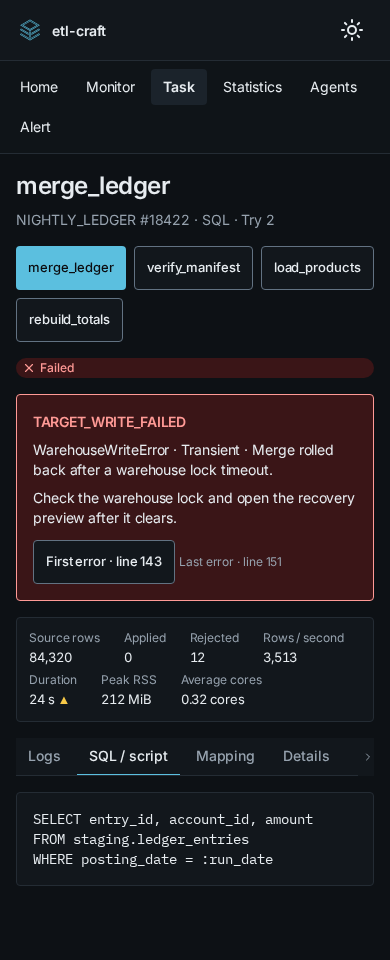 etl-craft
Home Monitor Task Statistics Agents
Alert
merge_ledger
NIGHTLY_LEDGER #18422 · SQL · Try 2
merge_ledger verify_manifest load_products
rebuild_totals
Failed
TARGET_WRITE_FAILED
WarehouseWriteError · Transient · Merge rolled
back after a warehouse lock timeout.
Check the warehouse lock and open the recovery
preview after it clears.
First error · line 143 Last error · line 151
Source rows Applied Rejected Rows / second
84,320 0 12 3,513
Duration Peak RSS Average cores
24 s 212 MiB 0.32 cores
Logs SQL / script Mapping Details
SELECT entry_id, account_id, amount
FROM staging.ledger_entries
WHERE posting_date = :run_date